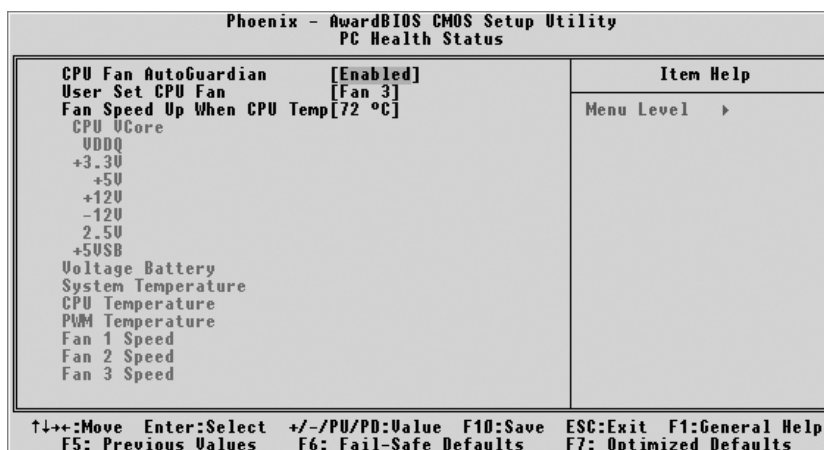 Phoenix - AwardBIOS CMOS Setup Utility
PC Health Status
CPU Fan AutoGuardian [Enabled]
User Set CPU Fan [Fan 3]
Fan Speed Up When CPU Temp[72 ºC]
CPU VCore
VDDQ
+3.3V
+5V
+12V
-12V
2.5V
+5VSB
Voltage Battery
System Temperature
CPU Temperature
PWM Temperature
Fan 1 Speed
Fan 2 Speed
Fan 3 Speed
Item Help
Menu Level ▸
↑↓→←:Move Enter:Select +/-/PU/PD:Value F10:Save ESC:Exit F1:General Help
F5: Previous Values F6: Fail-Safe Defaults F7: Optimized Defaults